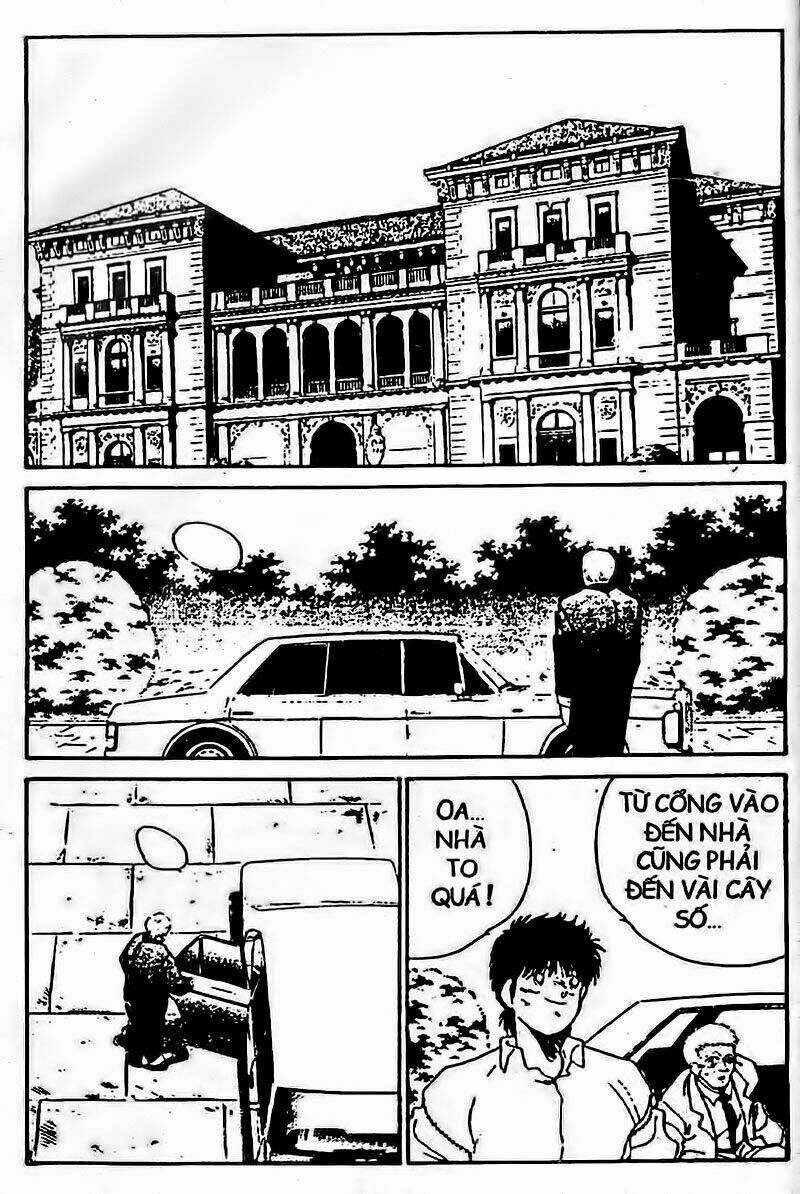 OA...
NHÀ
TO
QUÁ!
TỪ CỔNG VÀO
ĐẾN NHÀ
CŨNG PHẢI
ĐẾN VÀI CÂY
SỐ...